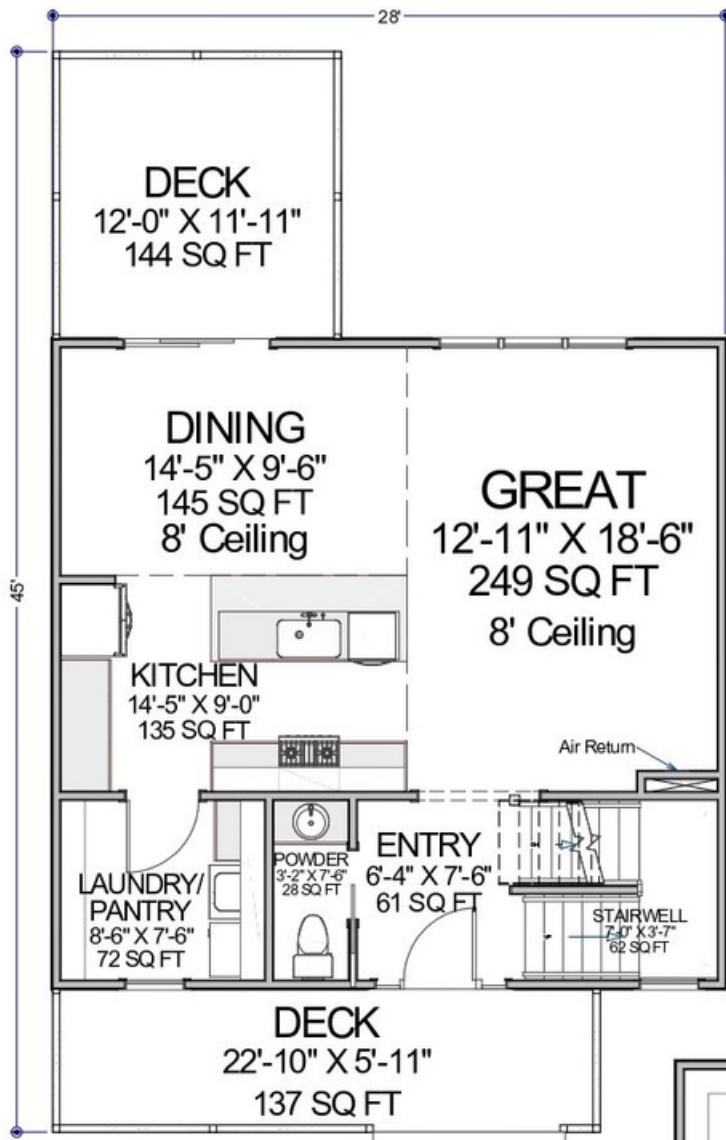 28'
45'
DECK
12'-0" X 11'-11"
144 SQ FT
DINING
14'-5" X 9'-6"
145 SQ FT
8' Ceiling
GREAT
12'-11" X 18'-6"
249 SQ FT
8' Ceiling
KITCHEN
14'-5" X 9'-0"
135 SQ FT
Air Return
LAUNDRY/
PANTRY
8'-6" X 7'-6"
72 SQ FT
POWDER
3'-2" X 7'-6"
28 SQ FT
ENTRY
6'-4" X 7'-6"
61 SQ FT
STAIRWELL
7'-0" X 3'-7"
62 SQ FT
DECK
22'-10" X 5'-11"
137 SQ FT